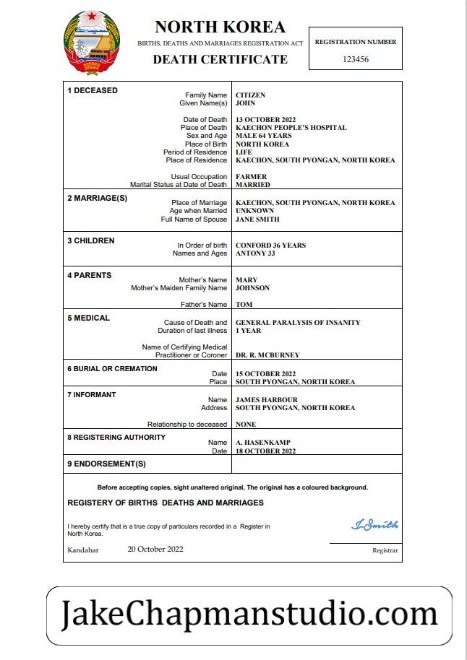 NORTH KOREA
BIRTHS, DEATHS AND MARRIAGES REGISTRATION ACT
DEATH CERTIFICATE
REGISTRATION NUMBER
123456
1 DECEASED
Family Name CITIZEN
Given Name(s) JOHN
Date of Death 13 OCTOBER 2022
Place of Death KAECHON PEOPLE'S HOSPITAL
Sex and Age MALE 64 YEARS
Place of Birth NORTH KOREA
Period of Residence LIFE
Place of Residence KAECHON, SOUTH PYONGAN, NORTH KOREA
Usual Occupation FARMER
Marital Status at Date of Death MARRIED
2 MARRIAGE(S)
Place of Marriage KAECHON, SOUTH PYONGAN, NORTH KOREA
Age when Married UNKNOWN
Full Name of Spouse JANE SMITH
3 CHILDREN
In Order of birth CONFORD 36 YEARS
Names and Ages ANTONY 33
4 PARENTS
Mother's Name MARY
Mother's Maiden Family Name JOHNSON
Father's Name TOM
5 MEDICAL
Cause of Death and GENERAL PARALYSIS OF INSANITY
Duration of last illness 1 YEAR
Name of Certifying Medical
Practitioner or Coroner DR. R. MCBURNEY
6 BURIAL OR CREMATION
Date 15 OCTOBER 2022
Place SOUTH PYONGAN, NORTH KOREA
7 INFORMANT
Name JAMES HARBOUR
Address SOUTH PYONGAN, NORTH KOREA
Relationship to deceased NONE
8 REGISTERING AUTHORITY
Name A. HASENKAMP
Date 18 OCTOBER 2022
9 ENDORSEMENT(S)
Before accepting copies, sight unaltered original. The original has a coloured background.
REGISTERY OF BIRTHS DEATHS AND MARRIAGES
I hereby certify that is a true copy of particulars recorded in a Register in
North Korea.
Smith
Kandahar 20 October 2022 Registrar
JakeChapmanstudio.com